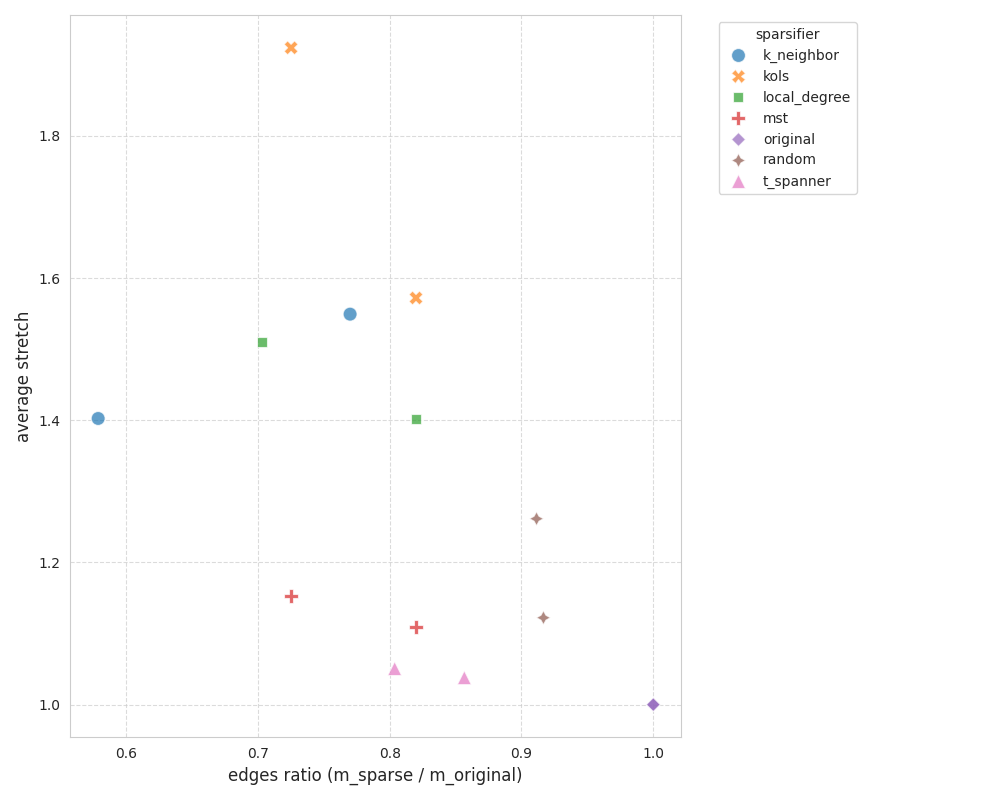 sparsifier
k_neighbor
kols
local_degree
mst
original
random
t_spanner
average stretch
1.8
1.6
1.4
1.2
1.0
0.6 0.7 0.8 0.9 1.0
edges ratio (m_sparse / m_original)